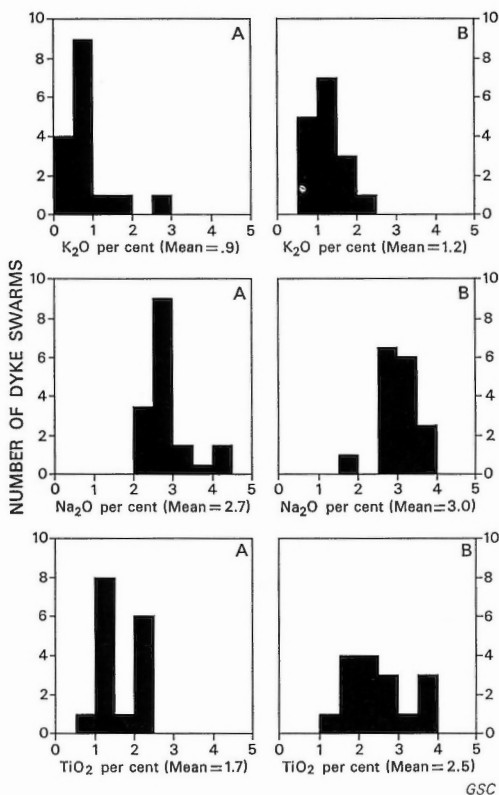 NUMBER OF DYKE SWARMS
A
10
8
6
4
2
0
0 1 2 3 4 5
K₂O per cent (Mean=.9)
B
10
8
6
4
2
0
0 1 2 3 4 5
K₂O per cent (Mean=1.2)
A
10
8
6
4
2
0
0 1 2 3 4 5
Na₂O per cent (Mean=2.7)
B
10
8
6
4
2
0
0 1 2 3 4 5
Na₂O per cent (Mean=3.0)
A
10
8
6
4
2
0
0 1 2 3 4 5
TiO₂ per cent (Mean=1.7)
B
10
8
6
4
2
0
0 1 2 3 4 5
TiO₂ per cent (Mean=2.5)
GSC